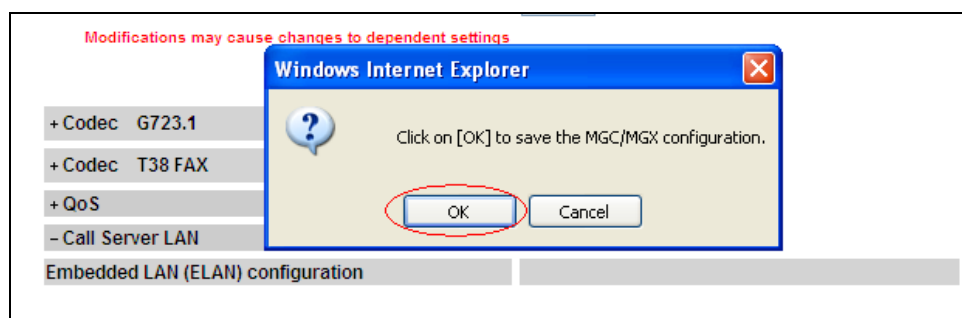 Modifications may cause changes to dependent settings
Windows Internet Explorer
+ Codec G723.1
Click on [OK] to save the MGC/MGX configuration.
+ Codec T38 FAX
+ QoS
OK Cancel
– Call Server LAN
Embedded LAN (ELAN) configuration